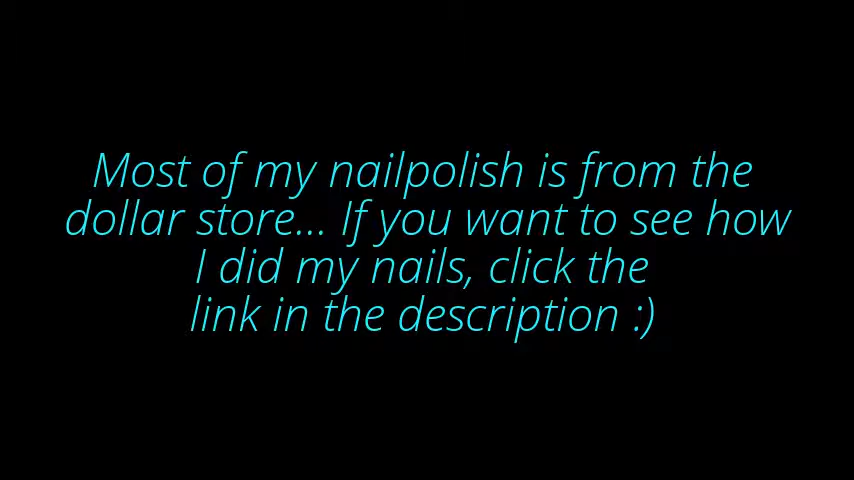 Most of my nailpolish is from the
dollar store... If you want to see how
I did my nails, click the
link in the description :)